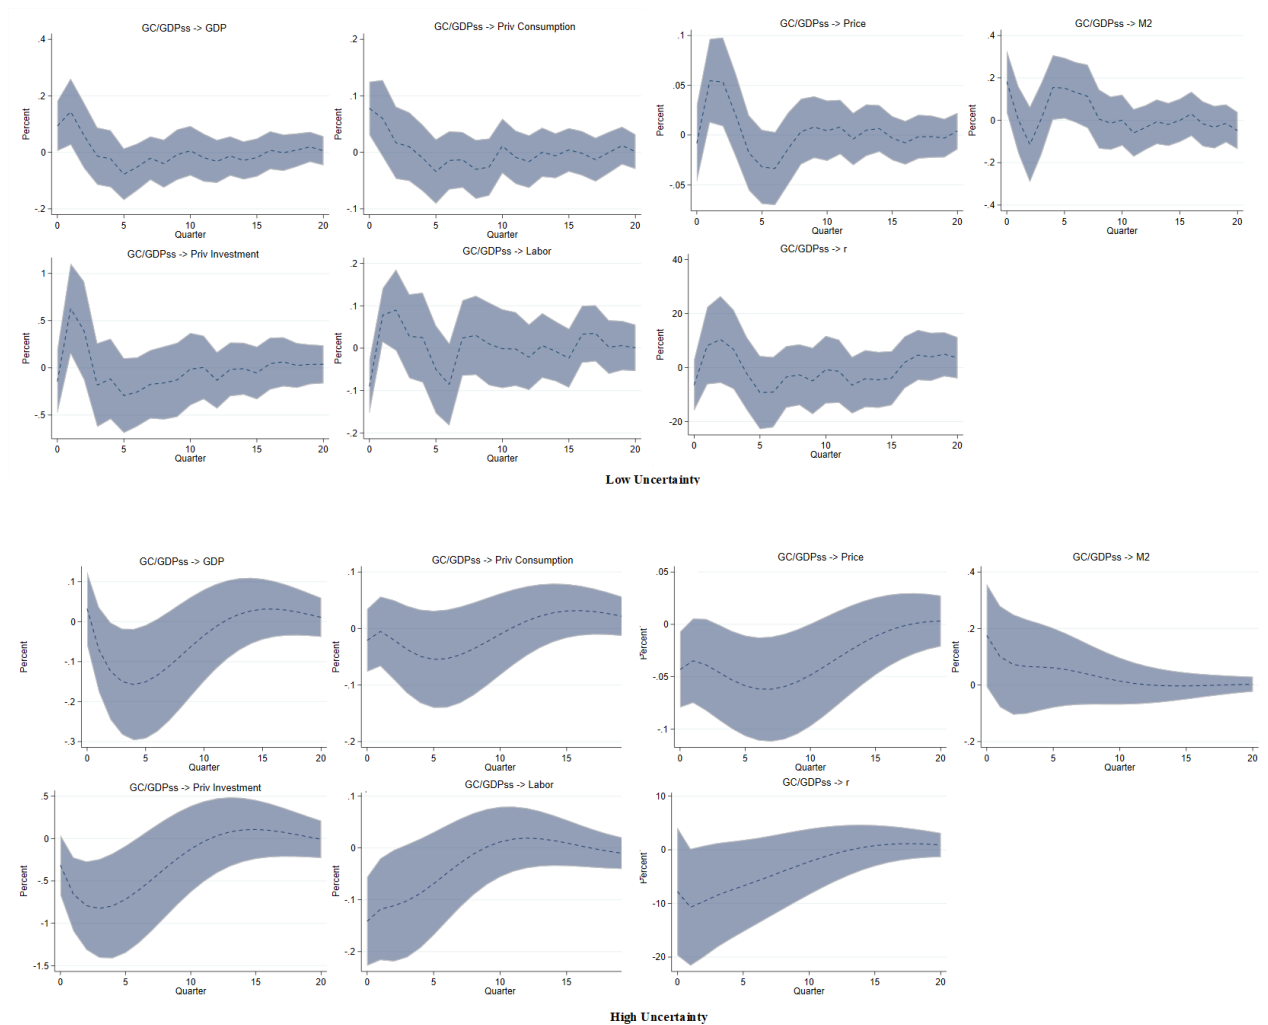 GC/GDPss -> GDP
.4
.2
0
-.2
Percent
0 5 10 15 20
Quarter
GC/GDPss -> Priv Consumption
.2
.1
0
-.1
Percent
0 5 10 15 20
Quarter
GC/GDPss -> Price
.1
.05
0
-.05
Percent
0 5 10 15 20
Quarter
GC/GDPss -> M2
.4
.2
0
-.2
-.4
Percent
0 5 10 15 20
Quarter
GC/GDPss -> Priv Investment
1
.5
0
-.5
Percent
0 5 10 15 20
Quarter
GC/GDPss -> Labor
.2
.1
0
-.1
-.2
Percent
0 5 10 15 20
Quarter
GC/GDPss -> r
40
20
0
-20
Percent
0 5 10 15 20
Quarter
Low Uncertainty
GC/GDPss -> GDP
.1
0
-.1
-.2
-.3
Percent
0 5 10 15 20
Quarter
GC/GDPss -> Priv Consumption
.1
0
-.1
-.2
Percent
0 5 10 15 20
Quarter
GC/GDPss -> Price
.05
0
-.05
-.1
Percent
0 5 10 15 20
Quarter
GC/GDPss -> M2
.4
.2
0
-.2
Percent
0 5 10 15 20
Quarter
GC/GDPss -> Priv Investment
.5
0
-.5
-1
-1.5
Percent
0 5 10 15 20
Quarter
GC/GDPss -> Labor
.1
0
-.1
-.2
Percent
0 5 10 15 20
Quarter
GC/GDPss -> r
10
0
-10
-20
Percent
0 5 10 15 20
Quarter
High Uncertainty